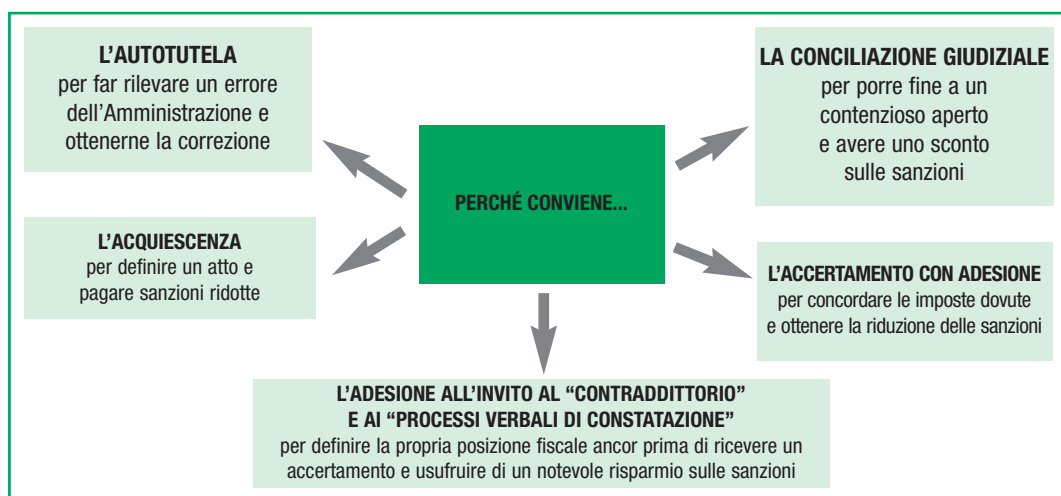 L'AUTOTUTELA
per far rilevare un errore
dell'Amministrazione e
ottenerne la correzione
LA CONCILIAZIONE GIUDIZIALE
per porre fine a un
contenzioso aperto
e avere uno sconto
sulle sanzioni
PERCHÉ CONVIENE...
L'ACQUIESCENZA
per definire un atto e
pagare sanzioni ridotte
L'ACCERTAMENTO CON ADESIONE
per concordare le imposte dovute
e ottenere la riduzione delle sanzioni
L'ADESIONE ALL'INVITO AL “CONTRADDITTORIO”
E AI “PROCESSI VERBALI DI CONSTATAZIONE”
per definire la propria posizione fiscale ancor prima di ricevere un
accertamento e usufruire di un notevole risparmio sulle sanzioni